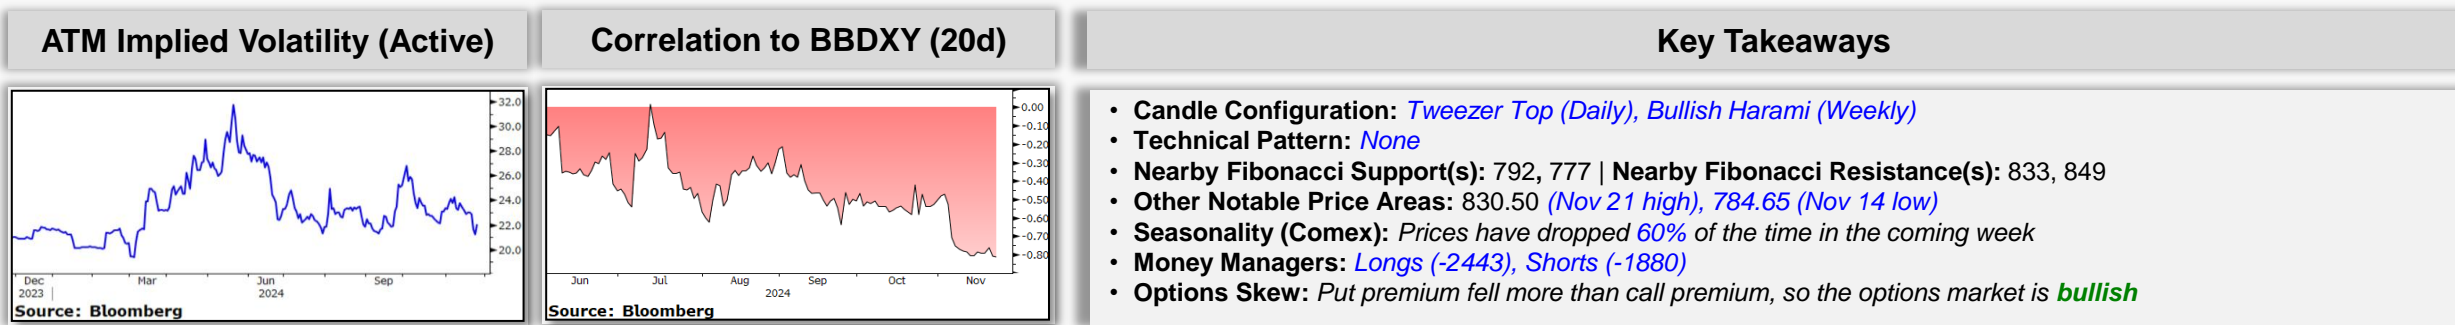 ATM Implied Volatility (Active)
32.0
30.0
28.0
26.0
24.0
22.0
20.0
Dec Mar Jun Sep
2023 2024
Source: Bloomberg
Correlation to BBDXY (20d)
0.00
-0.10
-0.20
-0.30
-0.40
-0.50
-0.60
-0.70
-0.80
Jun Jul Aug Sep Oct Nov
2024
Source: Bloomberg
Key Takeaways
• Candle Configuration: Tweezer Top (Daily), Bullish Harami (Weekly)
• Technical Pattern: None
• Nearby Fibonacci Support(s): 792, 777 | Nearby Fibonacci Resistance(s): 833, 849
• Other Notable Price Areas: 830.50 (Nov 21 high), 784.65 (Nov 14 low)
• Seasonality (Comex): Prices have dropped 60% of the time in the coming week
• Money Managers: Longs (-2443), Shorts (-1880)
• Options Skew: Put premium fell more than call premium, so the options market is bullish